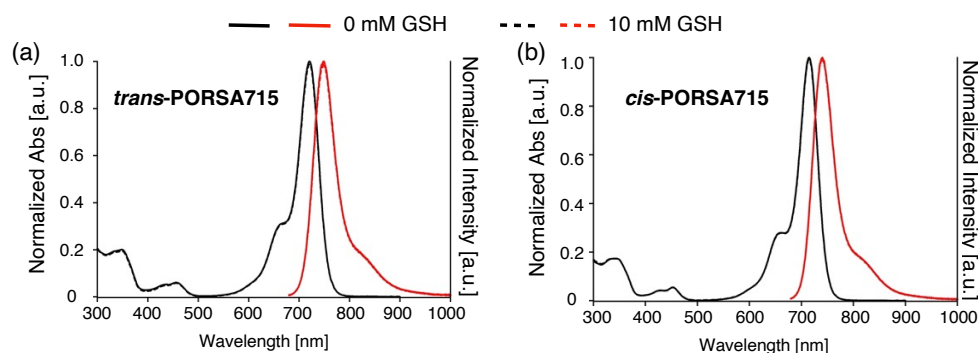 0 mM GSH 10 mM GSH
(a) (b)
trans-PORSA715
cis-PORSA715
Normalized Abs [a.u.]
1.0
0.8
0.6
0.4
0.2
0
300 400 500 600 700 800 900 1000
Wavelength [nm]
Normalized Intensity [a.u.]
Normalized Abs [a.u.]
1.0
0.8
0.6
0.4
0.2
0
300 400 500 600 700 800 900 1000
Wavelength [nm]
Normalized Intensity [a.u.]